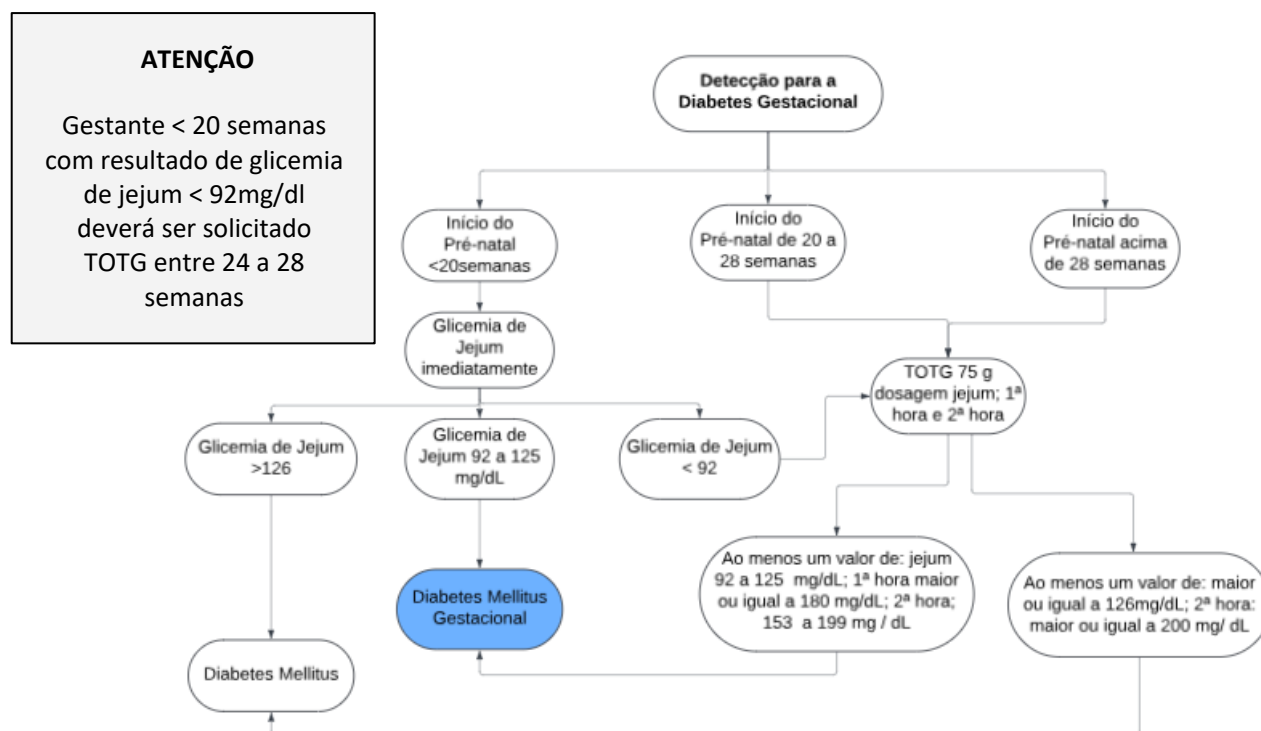 ATENÇÃO
Gestante < 20 semanas
com resultado de glicemia
de jejum < 92mg/dl
deverá ser solicitado
TOTG entre 24 a 28
semanas
Detecção para a
Diabetes Gestacional
Início do
Pré-natal
<20semanas
Início do
Pré-natal de 20 a
28 semanas
Início do
Pré-natal acima
de 28 semanas
Glicemia de
Jejum
imediatamente
TOTG 75 g
dosagem jejum; 1ª
hora e 2ª hora
Glicemia de Jejum
>126
Glicemia de
Jejum 92 a 125
mg/dL
Glicemia de Jejum
< 92
Ao menos um valor de: jejum
92 a 125 mg/dL; 1ª hora maior
ou igual a 180 mg/dL; 2ª hora;
153 a 199 mg / dL
Ao menos um valor de: maior
ou igual a 126mg/dL; 2ª hora:
maior ou igual a 200 mg/ dL
Diabetes Mellitus
Gestacional
Diabetes Mellitus